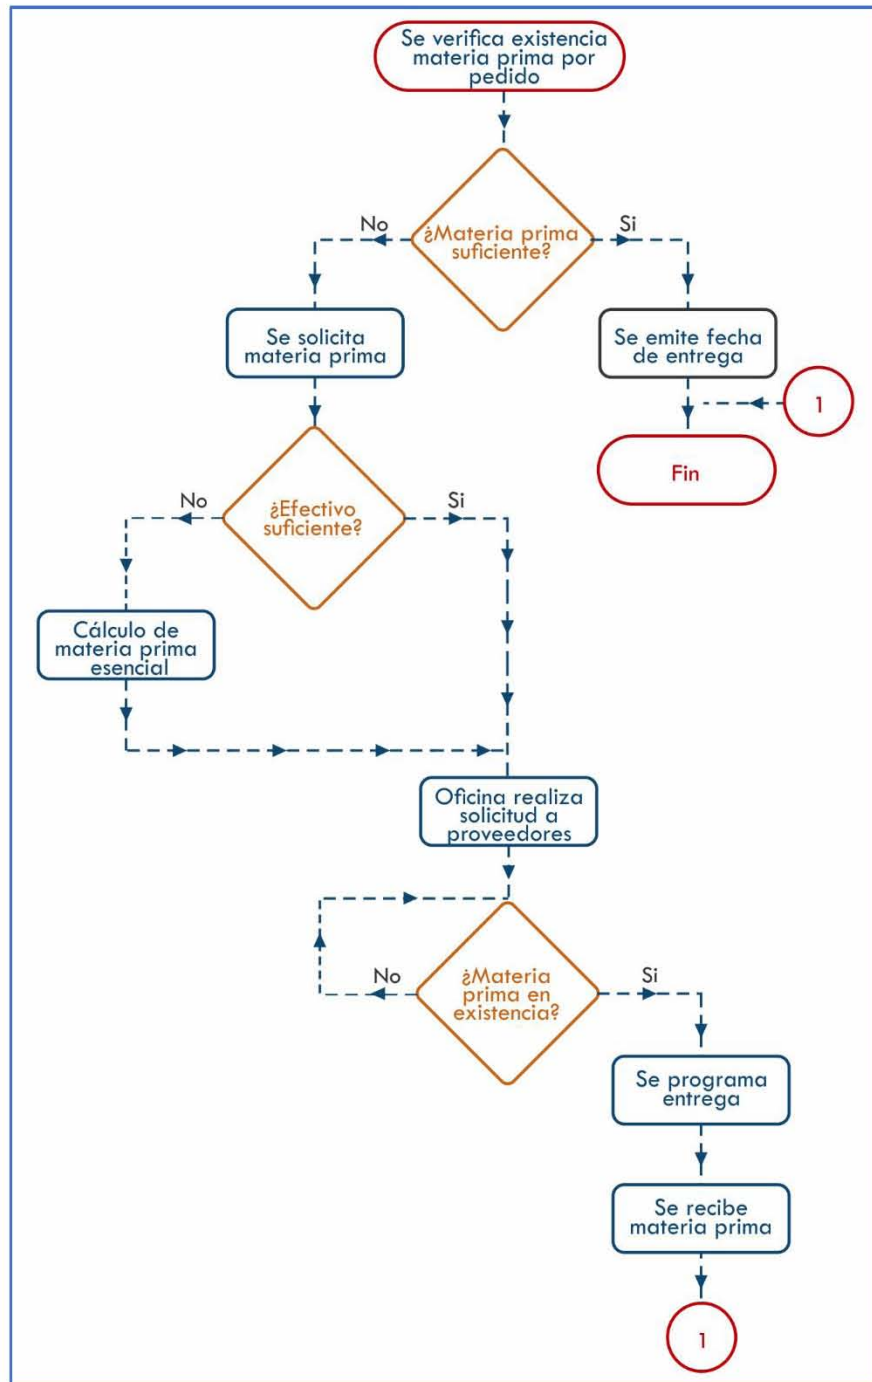 Se verifica existencia
materia prima por
pedido
No
¿Materia prima
suficiente?
Si
Se solicita
materia prima
Se emite fecha
de entrega
1
Fin
No
¿Efectivo
suficiente?
Si
Cálculo de
materia prima
esencial
Oficina realiza
solicitud a
proveedores
No
¿Materia
prima en
existencia?
Si
Se programa
entrega
Se recibe
materia prima
1